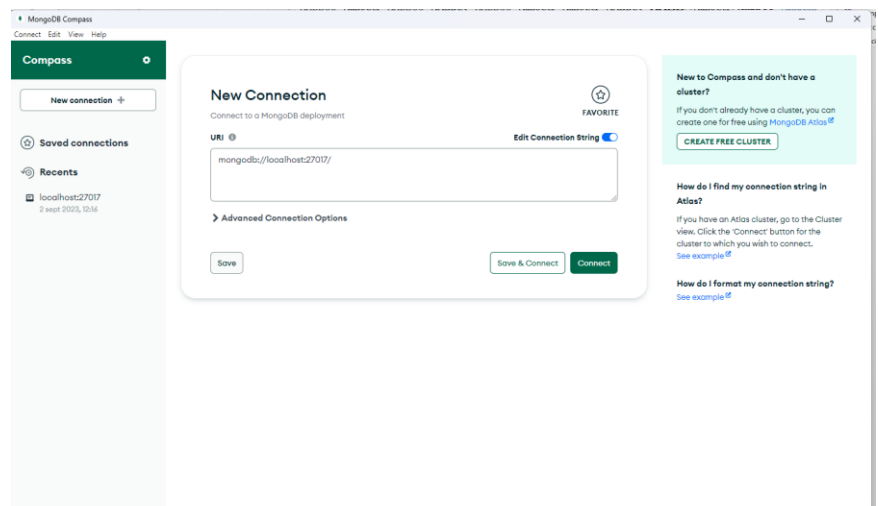 MongoDB Compass
Connect Edit View Help
Compass
New connection +
Saved connections
Recents
localhost:27017
2 sept 2023, 12:16
New Connection
Connect to a MongoDB deployment
FAVORITE
URI
Edit Connection String
mongodb://localhost:27017/
Advanced Connection Options
Save
Save & Connect
Connect
New to Compass and don't have a
cluster?
If you don't already have a cluster, you can
create one for free using MongoDB Atlas
CREATE FREE CLUSTER
How do I find my connection string in
Atlas?
If you have an Atlas cluster, go to the Cluster
view. Click the 'Connect' button for the
cluster to which you wish to connect.
See example
How do I format my connection string?
See example